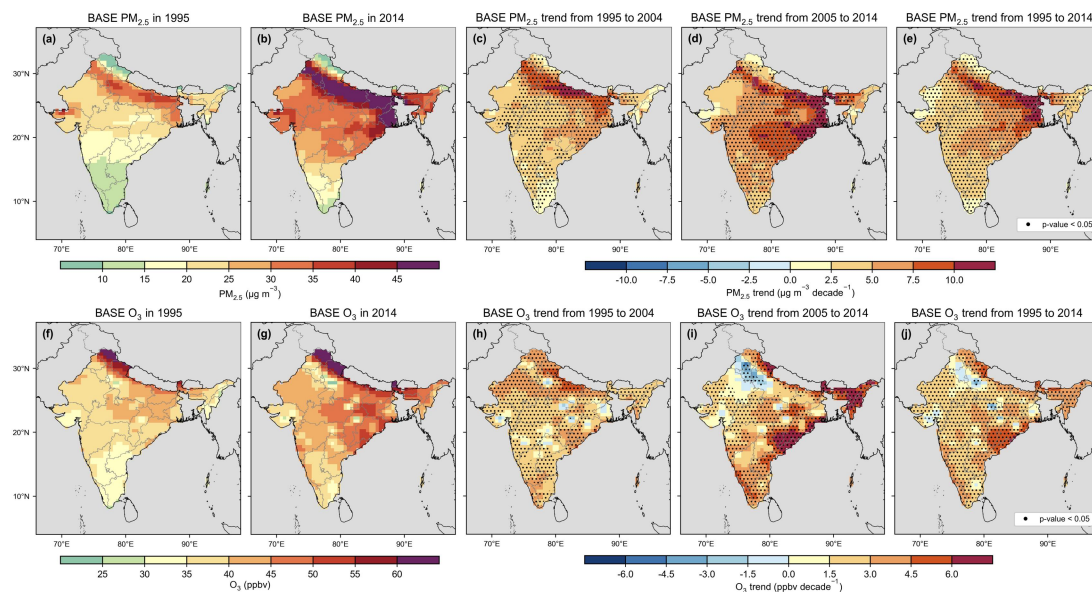 BASE PM2.5 in 1995
BASE PM2.5 in 2014
BASE PM2.5 trend from 1995 to 2004
BASE PM2.5 trend from 2005 to 2014
BASE PM2.5 trend from 1995 to 2014
(a)
(b)
(c)
(d)
(e)
30°N
20°N
10°N
p-value < 0.05
70°E 80°E 90°E
70°E 80°E 90°E
70°E 80°E 90°E
70°E 80°E 90°E
70°E 80°E 90°E
10 15 20 25 30 35 40 45
PM2.5 (μg m−3)
-10.0 -7.5 -5.0 -2.5 0.0 2.5 5.0 7.5 10.0
PM2.5 trend (μg m−3 decade−1)
BASE O3 in 1995
BASE O3 in 2014
BASE O3 trend from 1995 to 2004
BASE O3 trend from 2005 to 2014
BASE O3 trend from 1995 to 2014
(f)
(g)
(h)
(i)
(j)
30°N
20°N
10°N
p-value < 0.05
70°E 80°E 90°E
70°E 80°E 90°E
70°E 80°E 90°E
70°E 80°E 90°E
70°E 80°E 90°E
25 30 35 40 45 50 55 60
O3 (ppbv)
-6.0 -4.5 -3.0 -1.5 0.0 1.5 3.0 4.5 6.0
O3 trend (ppbv decade−1)